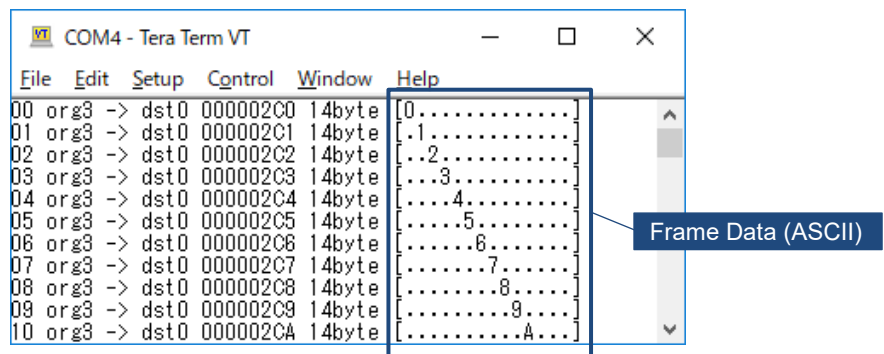 VT COM4 - Tera Term VT
File Edit Setup Control Window Help
00 org3 -> dst0 000002C0 14byte [0.............]
01 org3 -> dst0 000002C1 14byte [.1............]
02 org3 -> dst0 000002C2 14byte [..2...........]
03 org3 -> dst0 000002C3 14byte [...3..........]
04 org3 -> dst0 000002C4 14byte [....4.........]
05 org3 -> dst0 000002C5 14byte [.....5........]
06 org3 -> dst0 000002C6 14byte [......6.......]
07 org3 -> dst0 000002C7 14byte [.......7......]
08 org3 -> dst0 000002C8 14byte [........8.....]
09 org3 -> dst0 000002C9 14byte [.........9....]
10 org3 -> dst0 000002CA 14byte [..........A...]
Frame Data (ASCII)